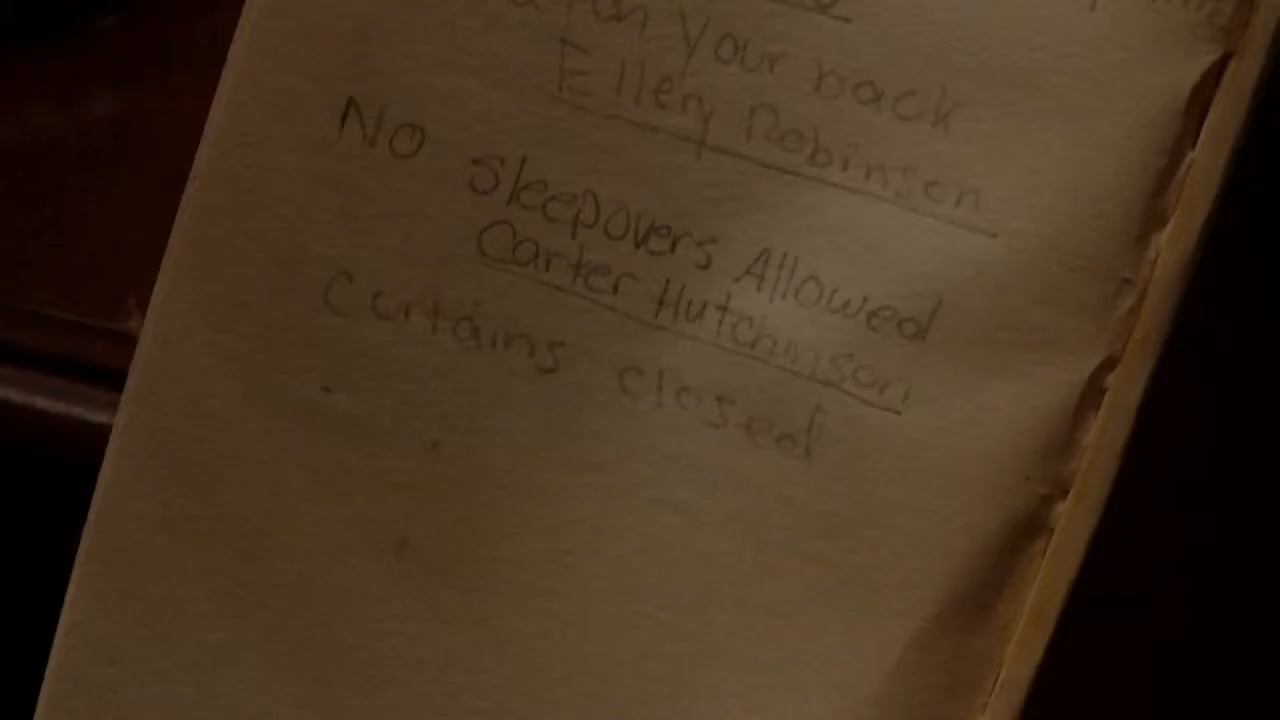 your back
Ellery Robinson
No Sleepovers Allowed
Carter Hutchinson
Curtains closed